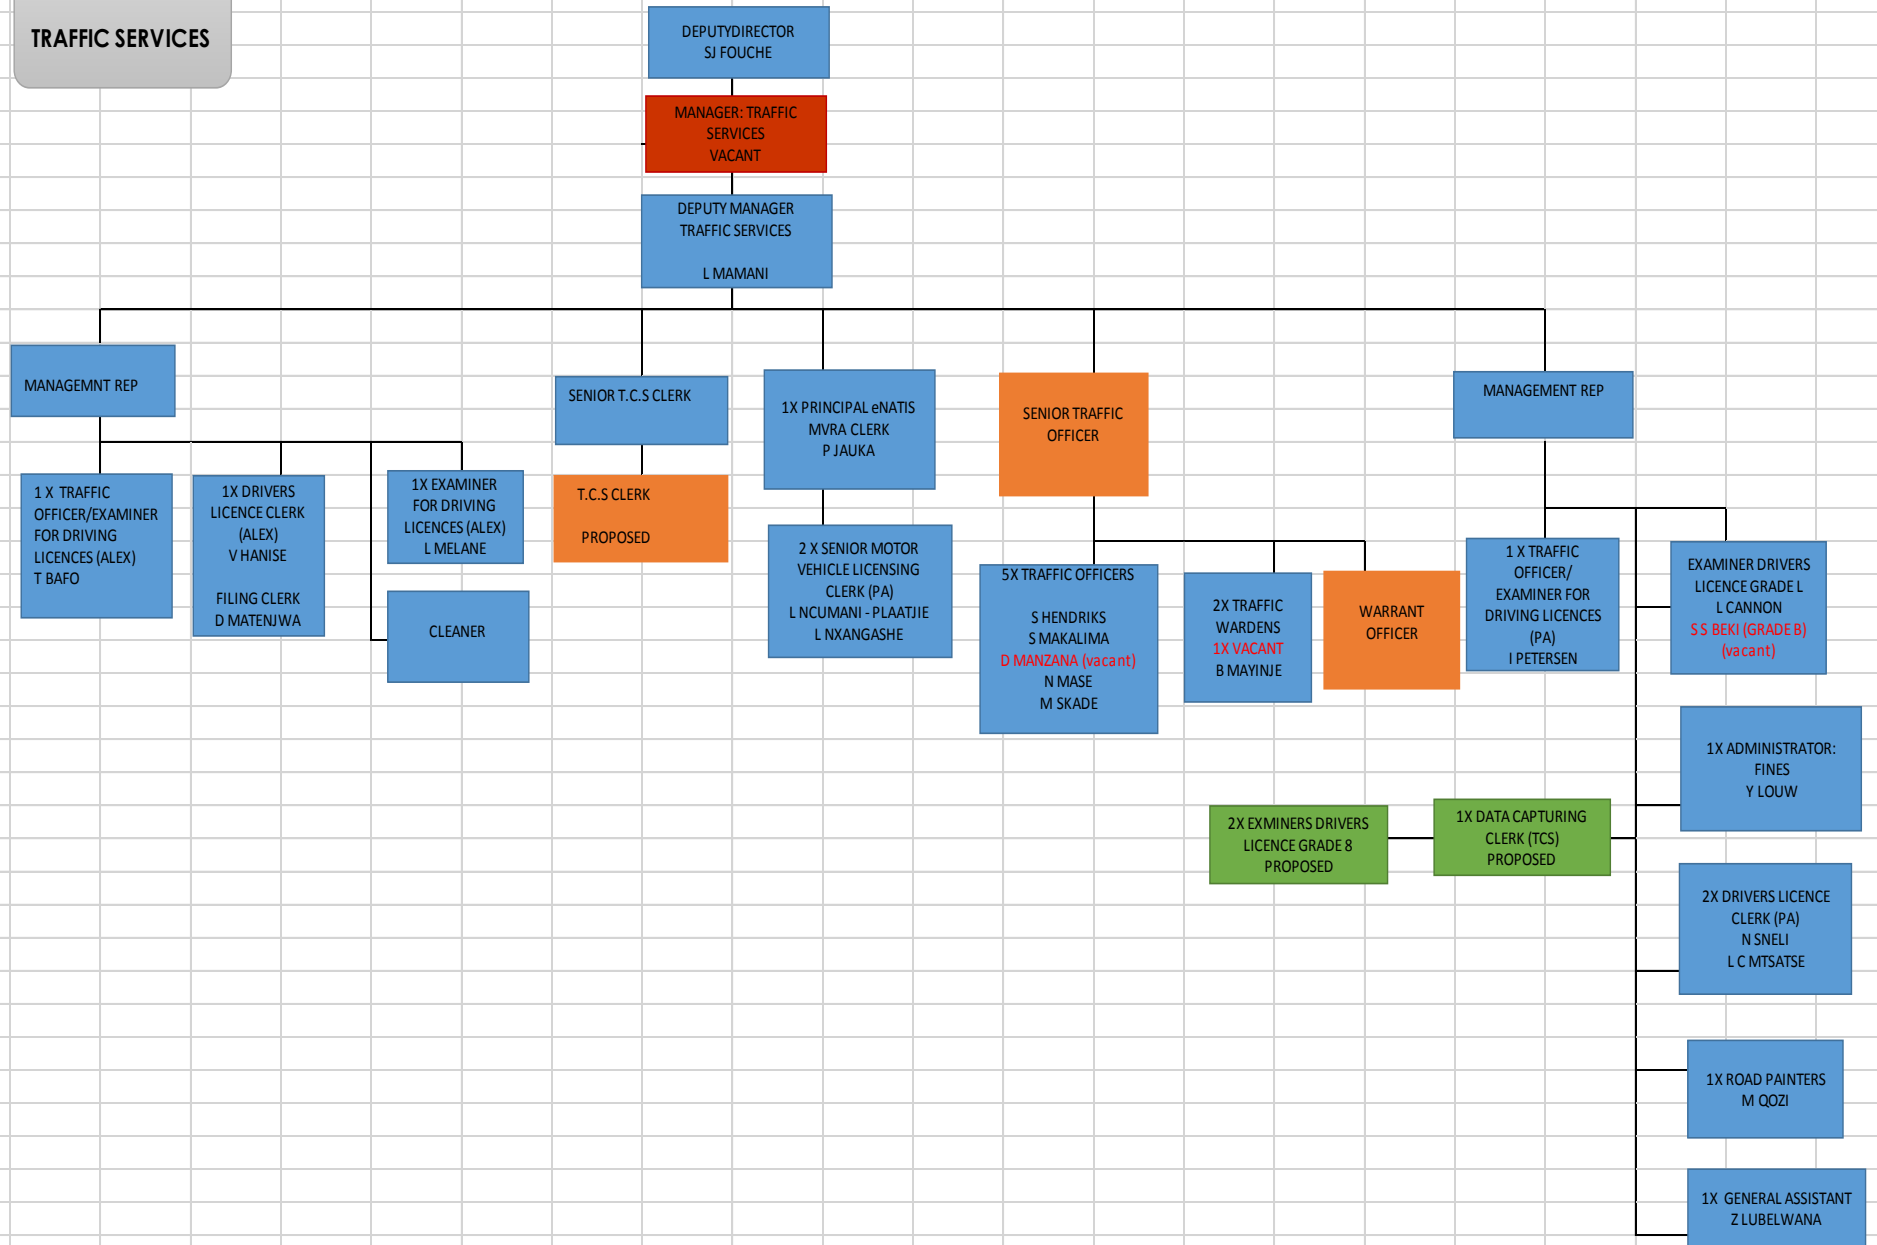 TRAFFIC SERVICES
DEPUTYDIRECTOR
SJ FOUCHE
MANAGER: TRAFFIC
SERVICES
VACANT
DEPUTY MANAGER
TRAFFIC SERVICES
L MAMANI
MANAGEMNT REP
SENIOR T.C.S CLERK
1X PRINCIPAL eNATIS
MVRA CLERK
P JAUKA
SENIOR TRAFFIC
OFFICER
MANAGEMENT REP
1 X TRAFFIC
OFFICER/EXAMINER
FOR DRIVING
LICENCES (ALEX)
T BAFO
1X DRIVERS
LICENCE CLERK
(ALEX)
V HANISE
FILING CLERK
D MATENJWA
1X EXAMINER
FOR DRIVING
LICENCES (ALEX)
L MELANE
CLEANER
T.C.S CLERK
PROPOSED
2 X SENIOR MOTOR
VEHICLE LICENSING
CLERK (PA)
L NCUMANI - PLAATJIE
L NXANGASHE
5X TRAFFIC OFFICERS
S HENDRIKS
S MAKALIMA
D MANZANA (vacant)
N MASE
M SKADE
2X TRAFFIC
WARDENS
1X VACANT
B MAYINJE
WARRANT
OFFICER
1 X TRAFFIC
OFFICER/
EXAMINER FOR
DRIVING LICENCES
(PA)
I PETERSEN
EXAMINER DRIVERS
LICENCE GRADE L
L CANNON
S S BEKI (GRADE B)
(vacant)
1X ADMINISTRATOR:
FINES
Y LOUW
2X EXMINERS DRIVERS
LICENCE GRADE 8
PROPOSED
1X DATA CAPTURING
CLERK (TCS)
PROPOSED
2X DRIVERS LICENCE
CLERK (PA)
N SNELI
L C MTSATSE
1X ROAD PAINTERS
M QOZI
1X GENERAL ASSISTANT
Z LUBELWANA